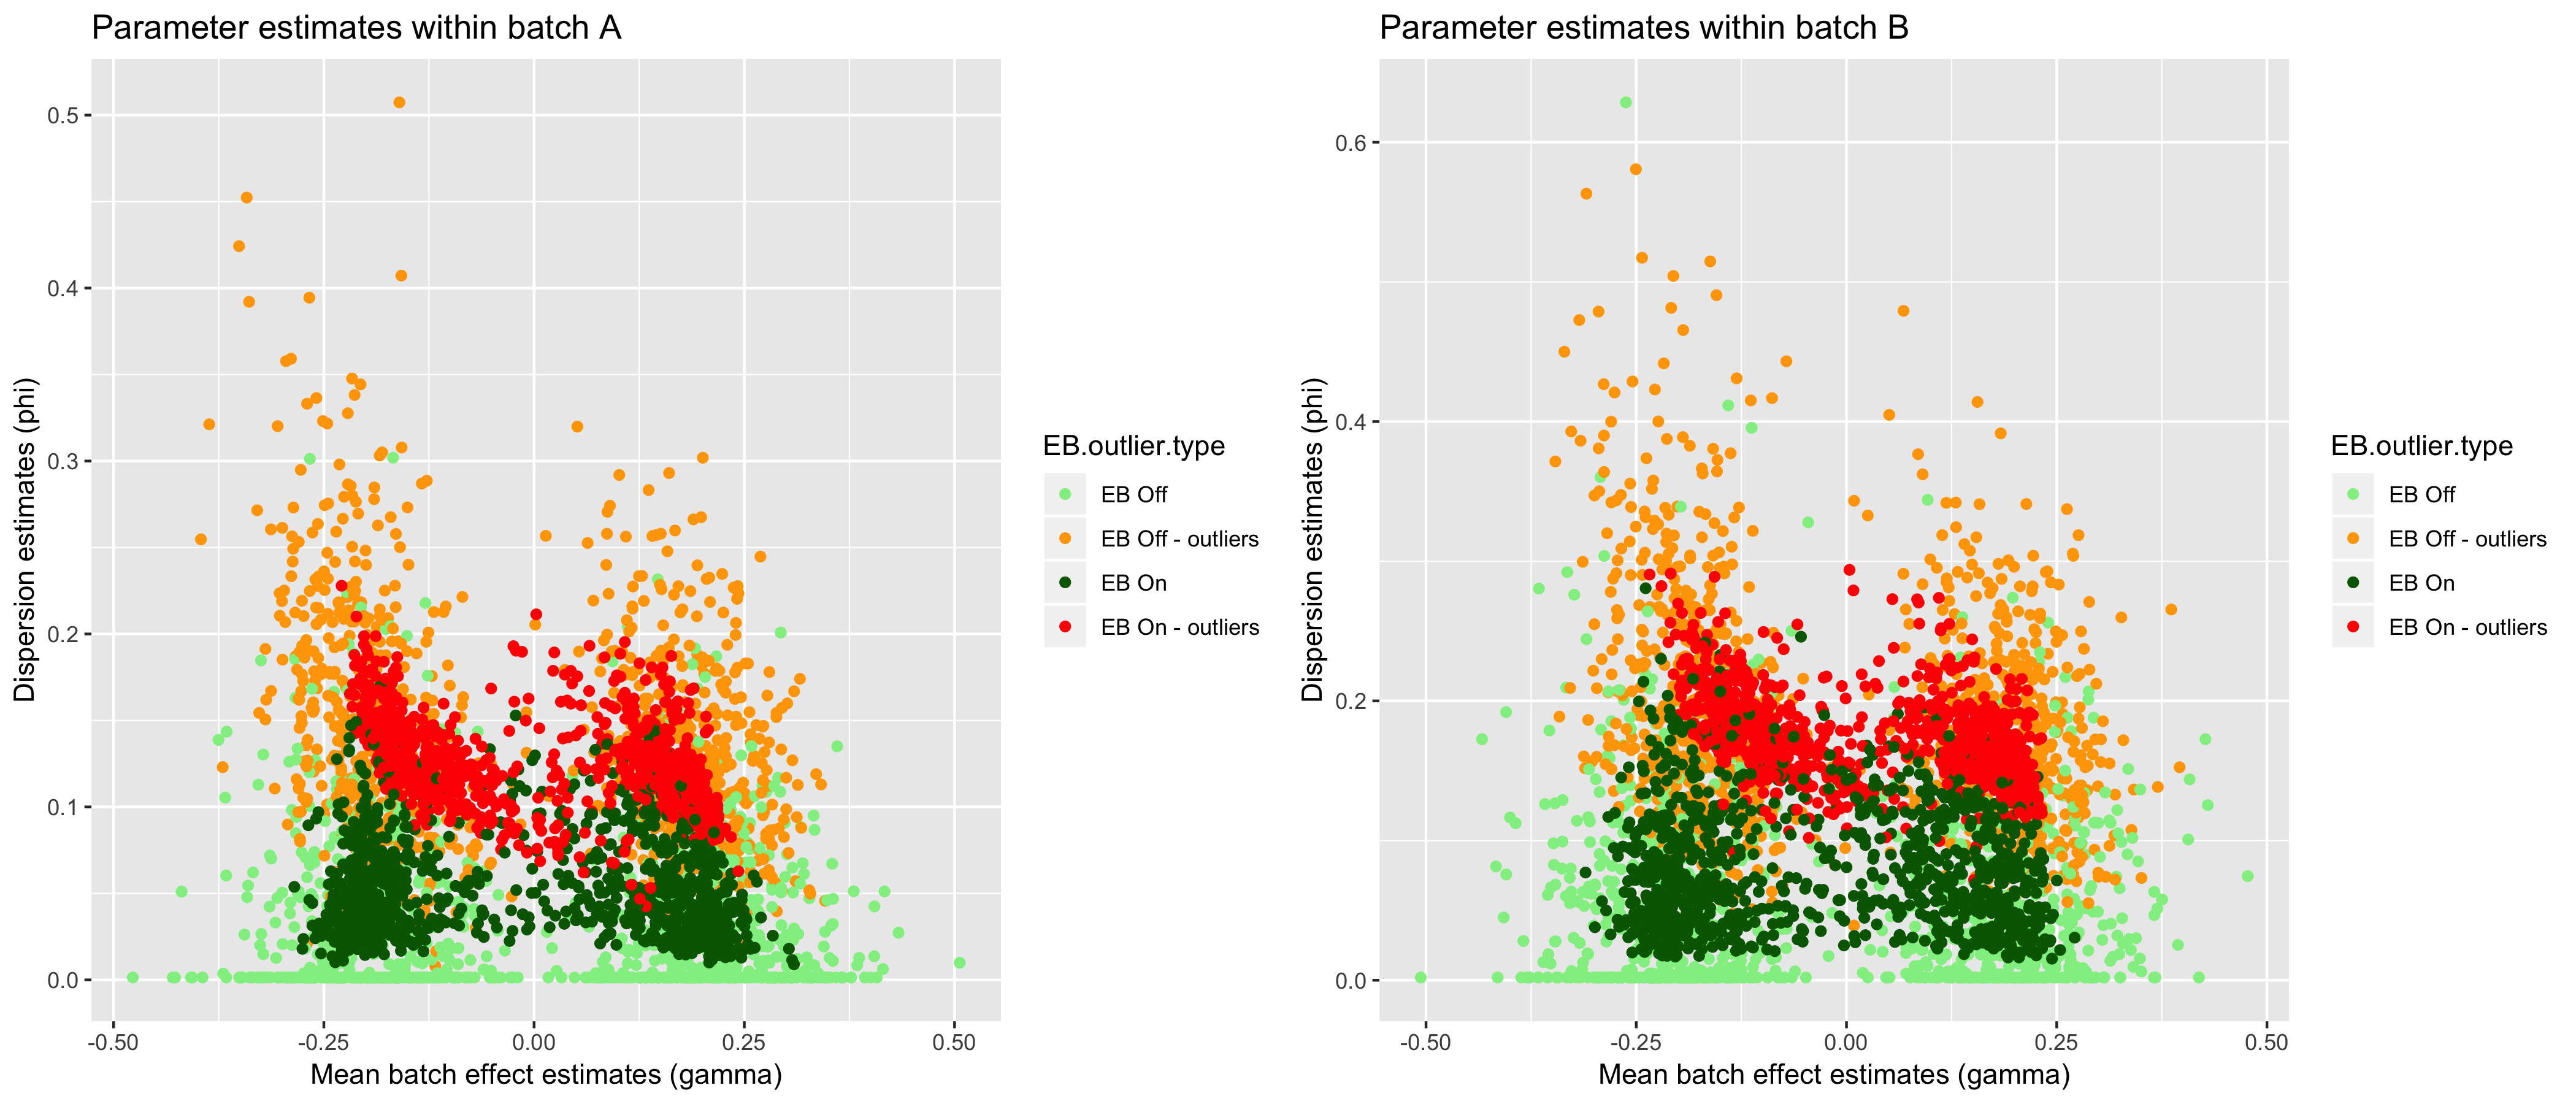 Parameter estimates within batch A
Dispersion estimates (phi)
0.5
0.4
0.3
0.2
0.1
0.0
-0.50 -0.25 0.00 0.25 0.50
Mean batch effect estimates (gamma)
EB.outlier.type
EB Off
EB Off - outliers
EB On
EB On - outliers
Parameter estimates within batch B
Dispersion estimates (phi)
0.6
0.4
0.2
0.0
-0.50 -0.25 0.00 0.25 0.50
Mean batch effect estimates (gamma)
EB.outlier.type
EB Off
EB Off - outliers
EB On
EB On - outliers